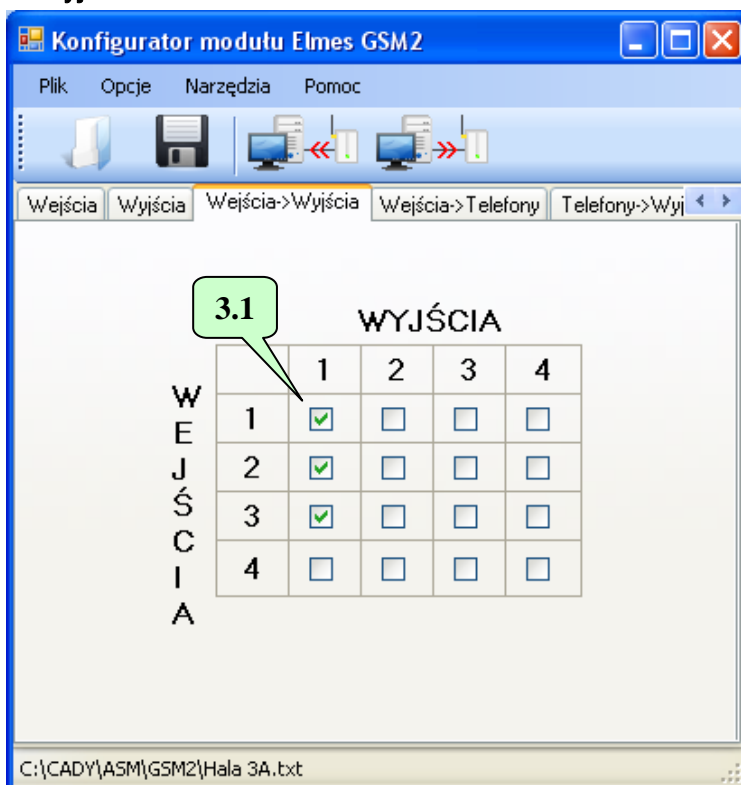 Konfigurator modułu Elmes GSM2
Plik Opcje Narzędzia Pomoc
Wejścia Wyjścia Wejścia->Wyjścia Wejścia->Telefony Telefony->Wyj
3.1
WYJŚCIA
1 2 3 4
WEJŚCIA
1
2
3
4
C:\CADY\ASM\GSM2\Hala 3A.txt